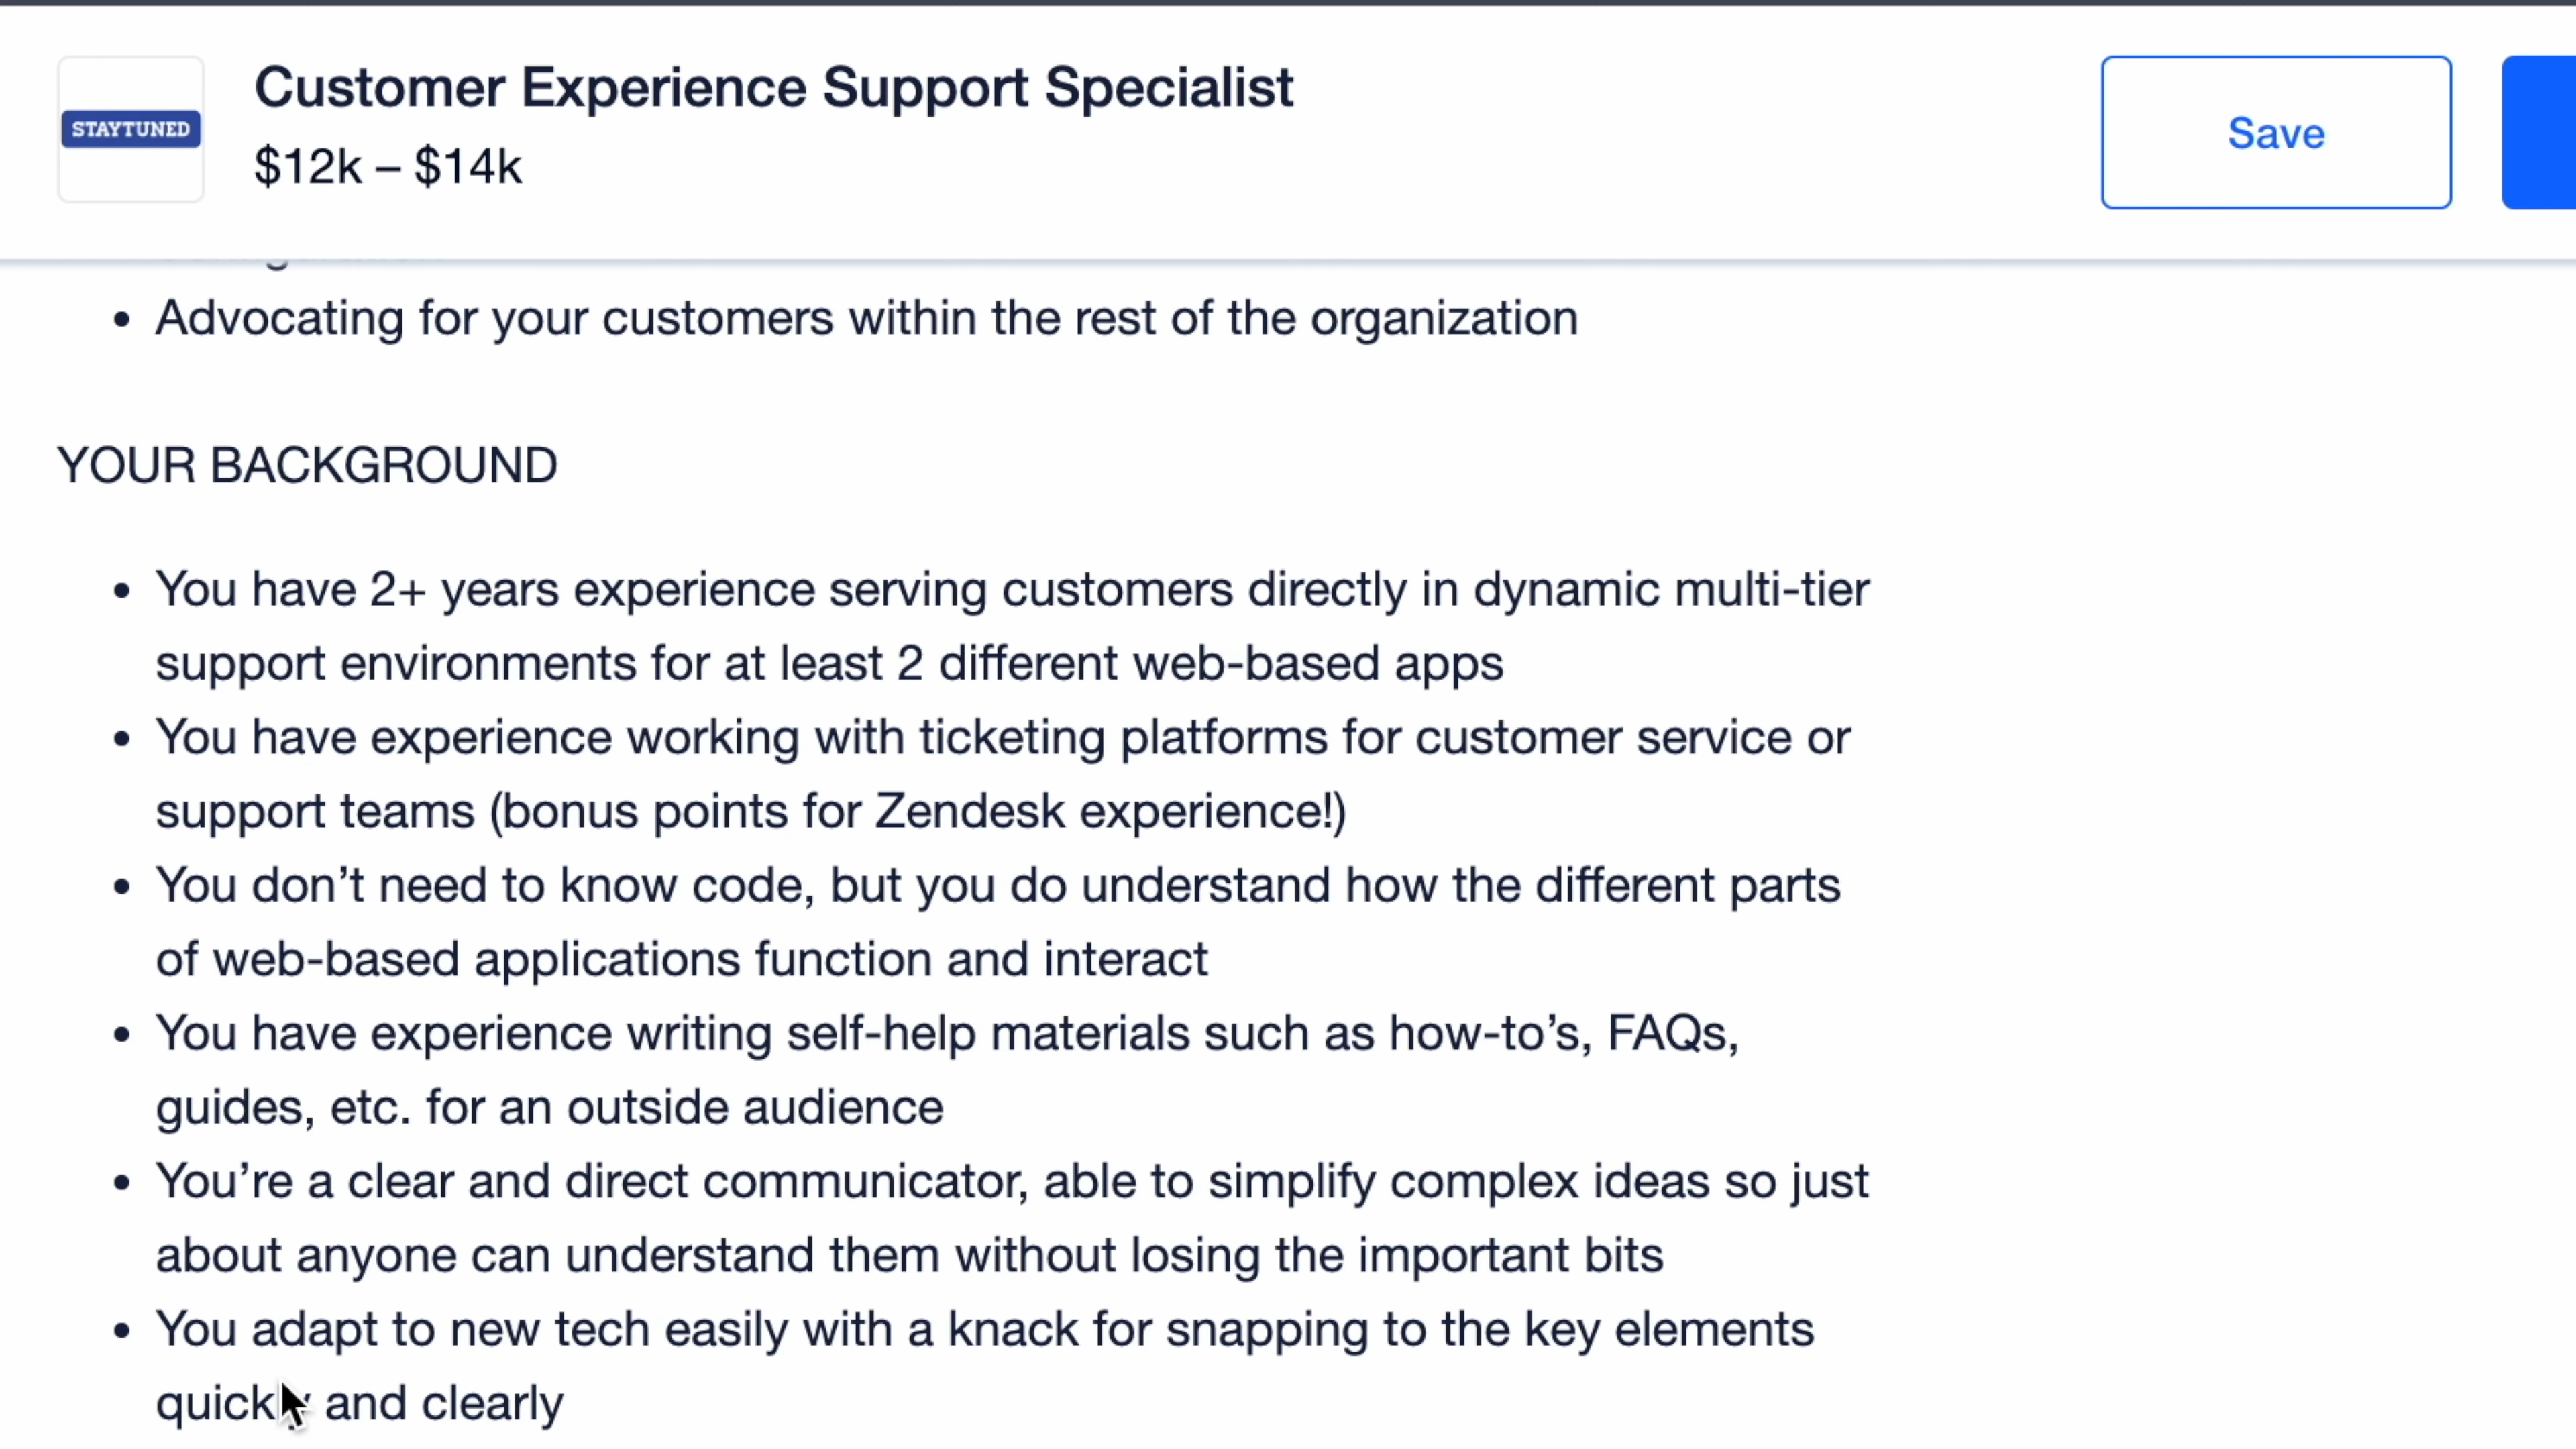 STAYTUNED
Customer Experience Support Specialist
$12k – $14k
Save
• Advocating for your customers within the rest of the organization
YOUR BACKGROUND
• You have 2+ years experience serving customers directly in dynamic multi-tier
support environments for at least 2 different web-based apps
• You have experience working with ticketing platforms for customer service or
support teams (bonus points for Zendesk experience!)
• You don’t need to know code, but you do understand how the different parts
of web-based applications function and interact
• You have experience writing self-help materials such as how-to’s, FAQs,
guides, etc. for an outside audience
• You’re a clear and direct communicator, able to simplify complex ideas so just
about anyone can understand them without losing the important bits
• You adapt to new tech easily with a knack for snapping to the key elements
quickly and clearly